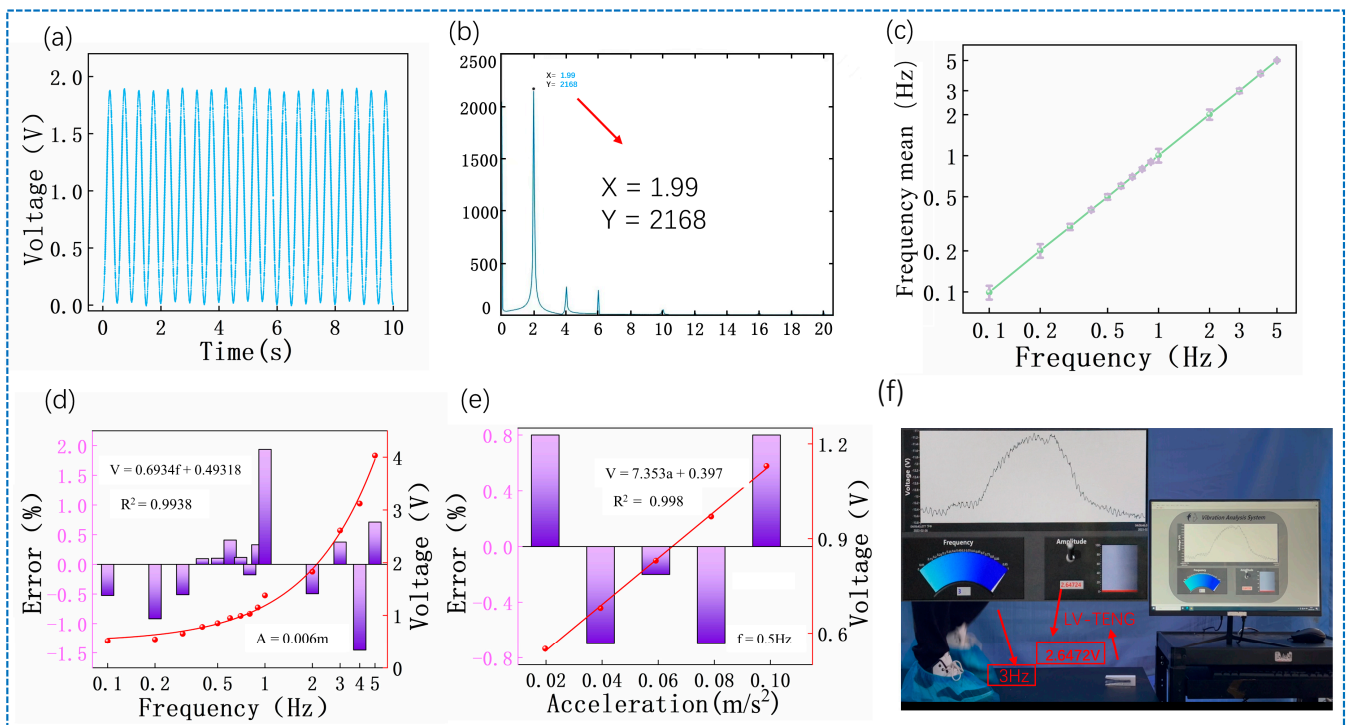 (a)
2.0
1.5
1.0
0.5
0.0
Voltage (V)
0 2 4 6 8 10
Time(s)
(b)
2500
2000
1500
1000
500
0
X= 1.99
Y= 2168
X = 1.99
Y = 2168
0 2 4 6 8 10 12 14 16 18 20
(c)
5
3
2
1
0.5
0.2
0.1
Frequency mean (Hz)
0.1 0.2 0.5 1 2 3 5
Frequency (Hz)
(d)
2.0
1.5
1.0
0.5
0.0
-0.5
-1.0
-1.5
Error (%)
V = 0.6934f + 0.49318
R² = 0.9938
A = 0.006m
4
3
2
1
0
Voltage (V)
0.1 0.2 0.5 1 2 3 4 5
Frequency (Hz)
(e)
0.8
0.4
0.0
-0.4
-0.8
Error (%)
V = 7.353a + 0.397
R² = 0.998
f = 0.5Hz
1.2
0.9
0.6
Voltage (V)
0.02 0.04 0.06 0.08 0.10
Acceleration(m/s²)
(f)
Voltage (V)
Frequency
3
Amplitude
2.64724
Vibration Analysis System
Frequency
Amplitude
LV-TENG
2.6472V
3Hz